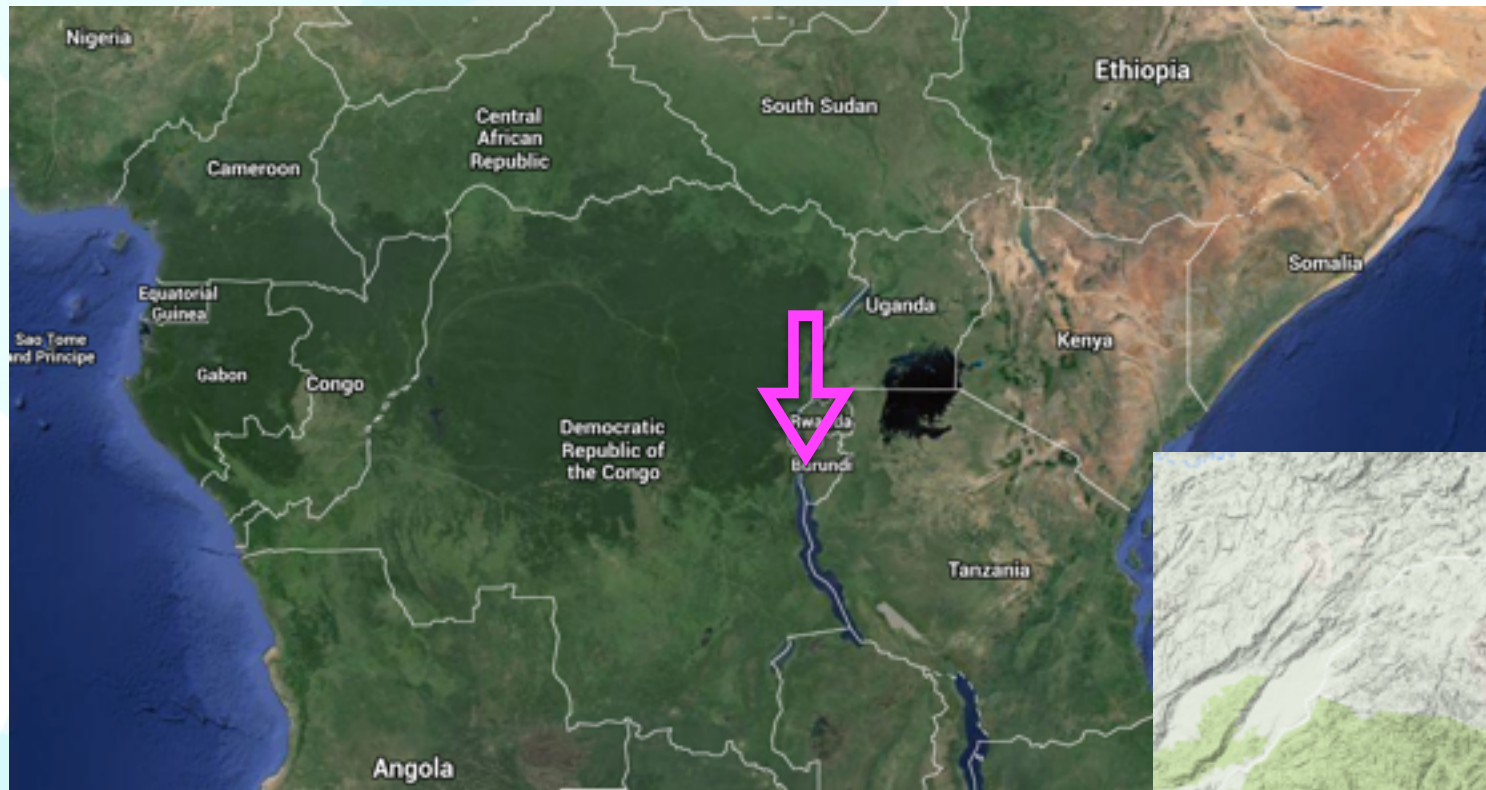 Nigeria
Ethiopia
South Sudan
Central
African
Republic
Cameroon
Somalia
Equatorial
Guinea
Uganda
Sao Tome
and Principe
Kenya
Gabon
Congo
Rwanda
Democratic
Republic of
the Congo
Burundi
Tanzania
Angola